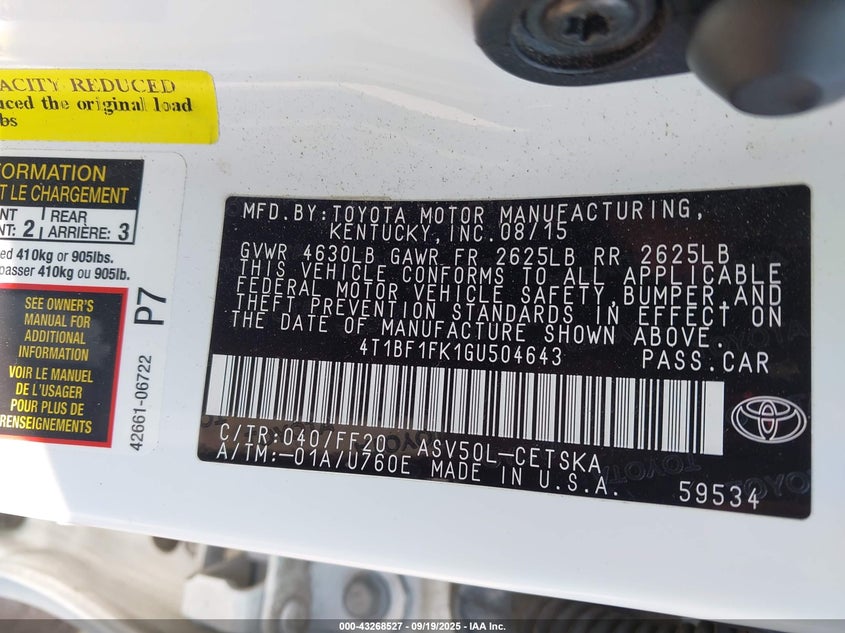 ACITY REDUCED
uced the original load
bs
FORMATION
T LE CHARGEMENT
NT REAR
NT: 2 ARRIÈRE: 3
ed 410kg or 905lbs.
passer 410kg ou 905lb.
SEE OWNER'S
MANUAL FOR
ADDITIONAL
INFORMATION
VOIR LE MANUEL
DE L'USAGER
POUR PLUS DE
RENSEIGNEMENTS
P7
42661-06722
MFD.BY:TOYOTA MOTOR MANUFACTURING,
KENTUCKY, INC. 08/15
GVWR 4630LB GAWR FR 2625LB RR 2625LB
THIS VEHICLE CONFORMS TO ALL APPLICABLE
FEDERAL MOTOR VEHICLE SAFETY,BUMPER,AND
THEFT PREVENTION STANDARDS IN EFFECT ON
THE DATE OF MANUFACTURE SHOWN ABOVE.
4T1BF1FK1GU504643 PASS.CAR
C/TR:040/FF20 ASV50L-CETSKA
A/TM:-01A/U760E MADE IN U.S.A.
59534
000-43268527 - 09/19/2025 - IAA Inc.